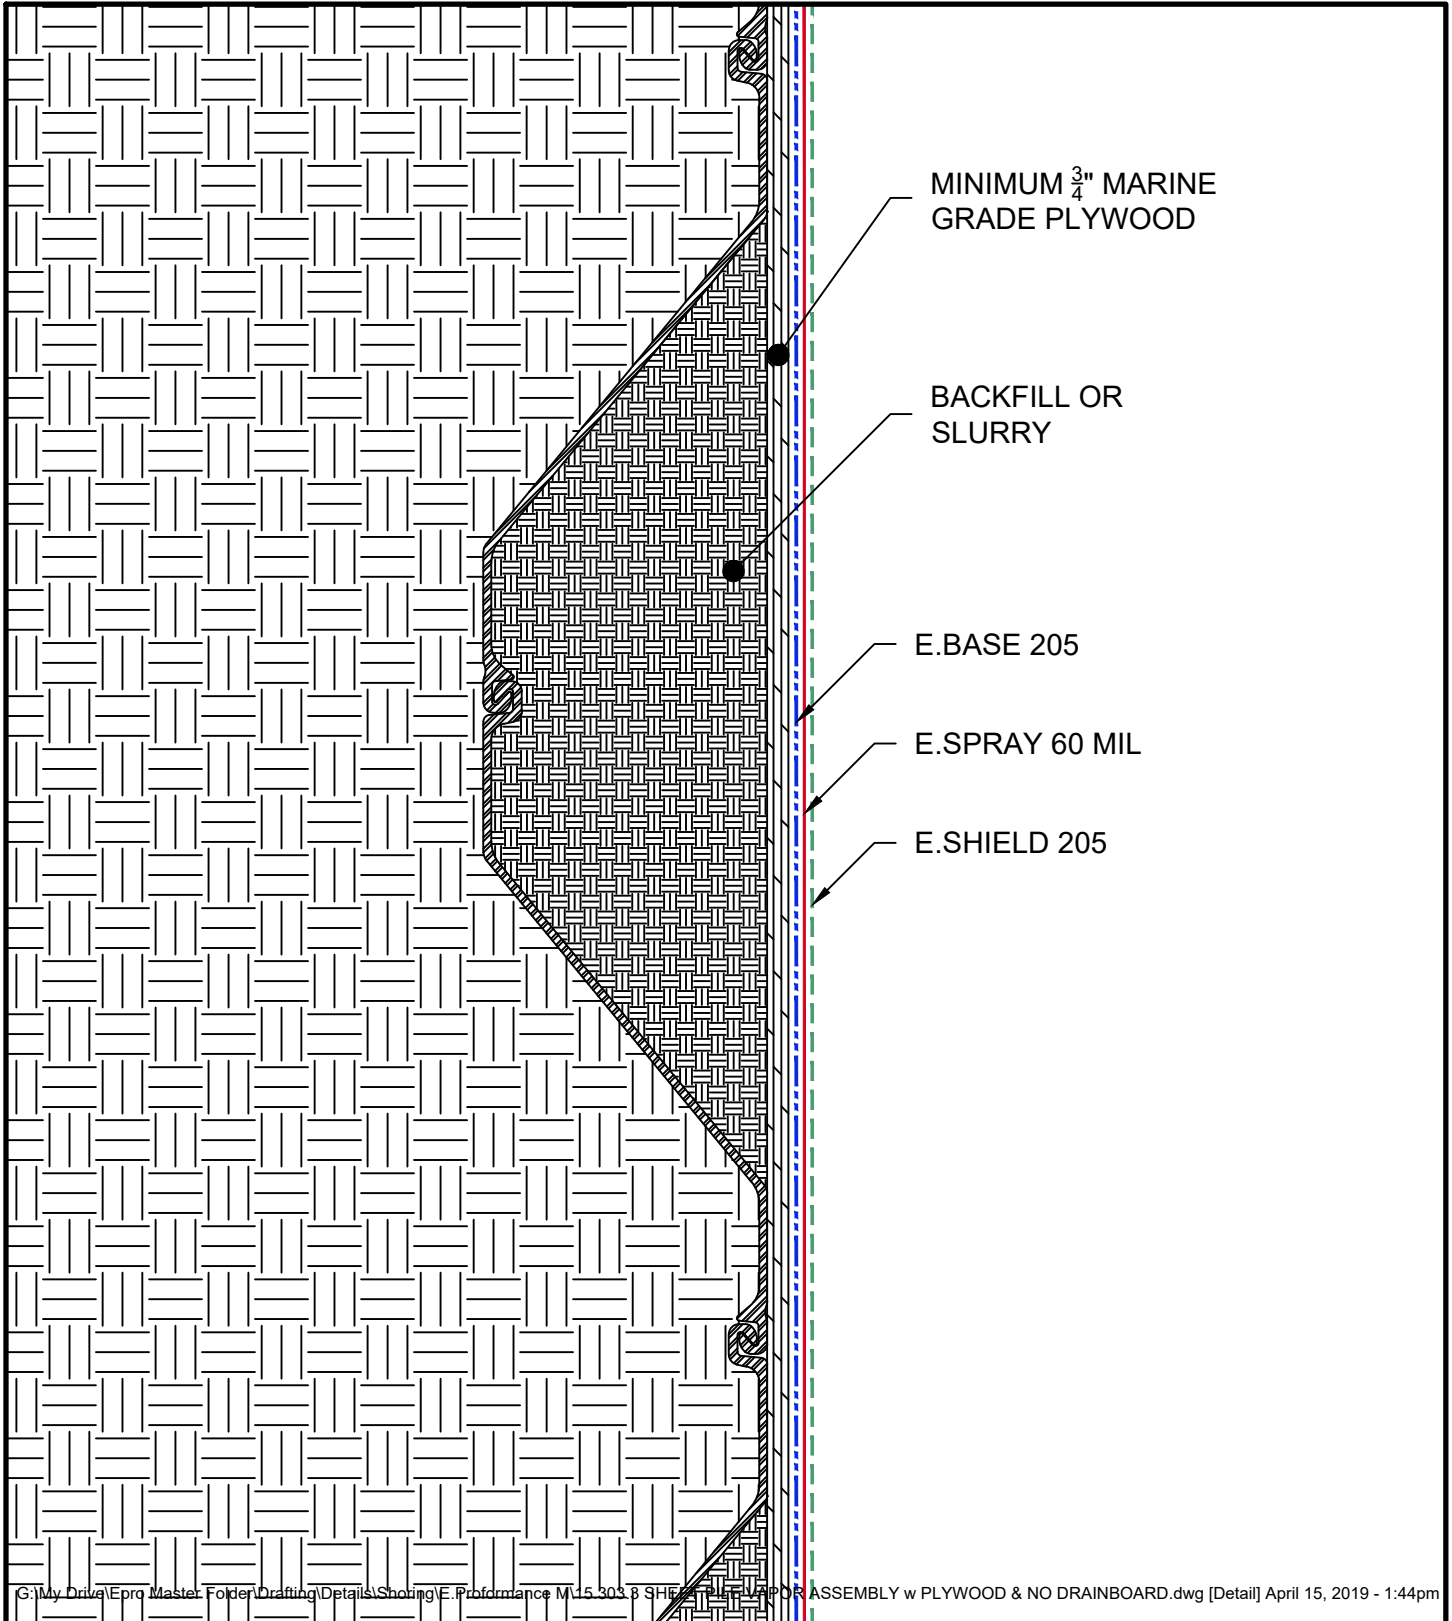 MINIMUM 3/4" MARINE
GRADE PLYWOOD
BACKFILL OR
SLURRY
E.BASE 205
E.SPRAY 60 MIL
E.SHIELD 205
G:\My Drive\Epro Master Folder\Drafting\Details\Shoring\E.Proformance M\15.303.3 SHEET PILE VAPOR ASSEMBLY w PLYWOOD & NO DRAINBOARD.dwg [Detail] April 15, 2019 - 1:44pm